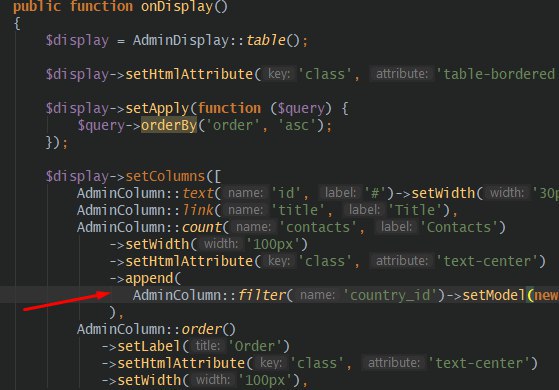 public function onDisplay()
{
$display = AdminDisplay::table();
$display->setHtmlAttribute( key: 'class', attribute: 'table-bordered
$display->setApply(function ($query) {
$query->orderBy('order', 'asc');
});
$display->setColumns([
AdminColumn::text( name: 'id', label: '#')->setWidth( width: '30p
AdminColumn::link( name: 'title', label: 'Title'),
AdminColumn::count( name: 'contacts', label: 'Contacts')
->setWidth( width: '100px')
->setHtmlAttribute( key: 'class', attribute: 'text-center')
->append(
AdminColumn::filter( name: 'country_id')->setModel(new
),
AdminColumn::order()
->setLabel( title: 'Order')
->setHtmlAttribute( key: 'class', attribute: 'text-center')
->setWidth( width: '100px'),